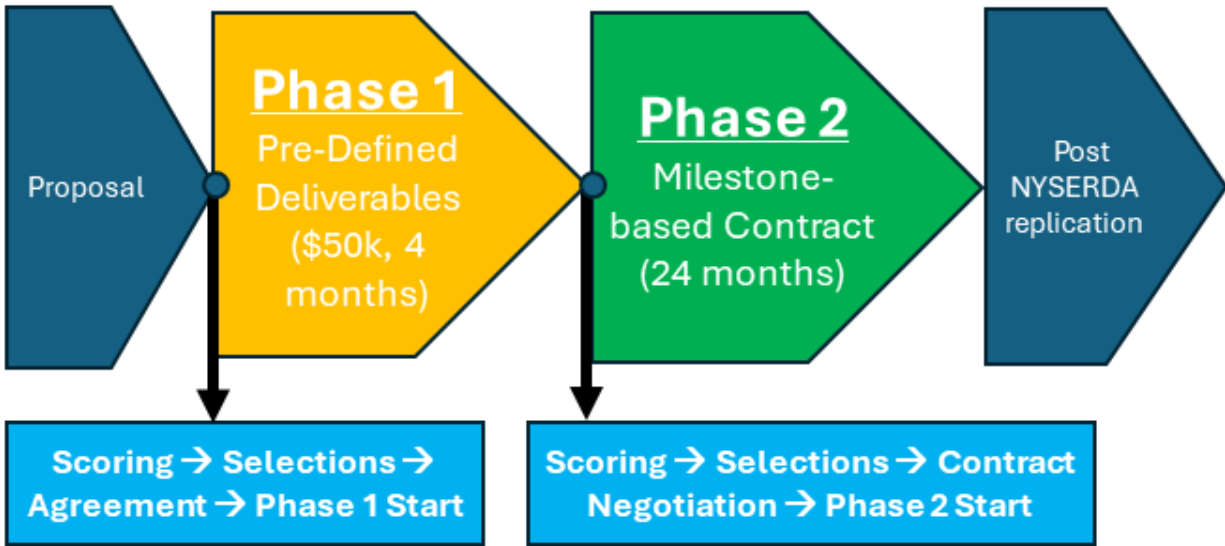 Proposal
Phase 1
Pre-Defined
Deliverables
($50k, 4
months)
Phase 2
Milestone-
based Contract
(24 months)
Post
NYSERDA
replication
Scoring → Selections →
Agreement → Phase 1 Start
Scoring → Selections → Contract
Negotiation → Phase 2 Start